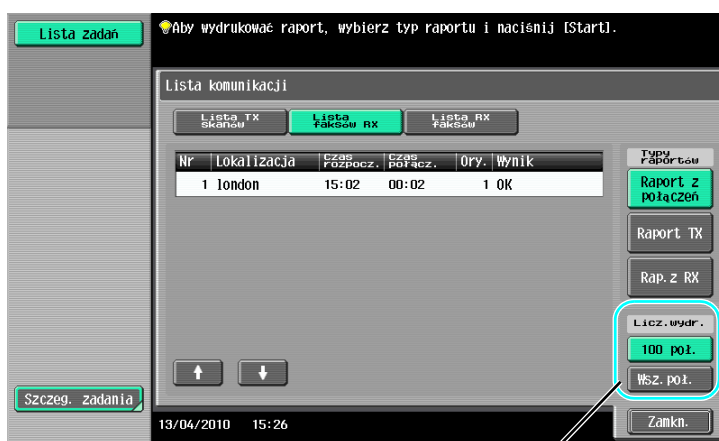 Lista zadań
Aby wydrukować raport, wybierz typ raportu i naciśnij [Start].
Lista komunikacji
Lista TX
skanów
Lista
faksów RX
Lista RX
faksów
Nr Lokalizacja Czas rozpocz. Czas połącz. Ory. Wynik
1 london 15:02 00:02 1 OK
Typy
raportów
Raport z
połączeń
Raport TX
Rap. z RX
Licz.wydr.
100 poł.
Wsz. poł.
Szczeg. zadania
13/04/2010 15:26
Zamkn.